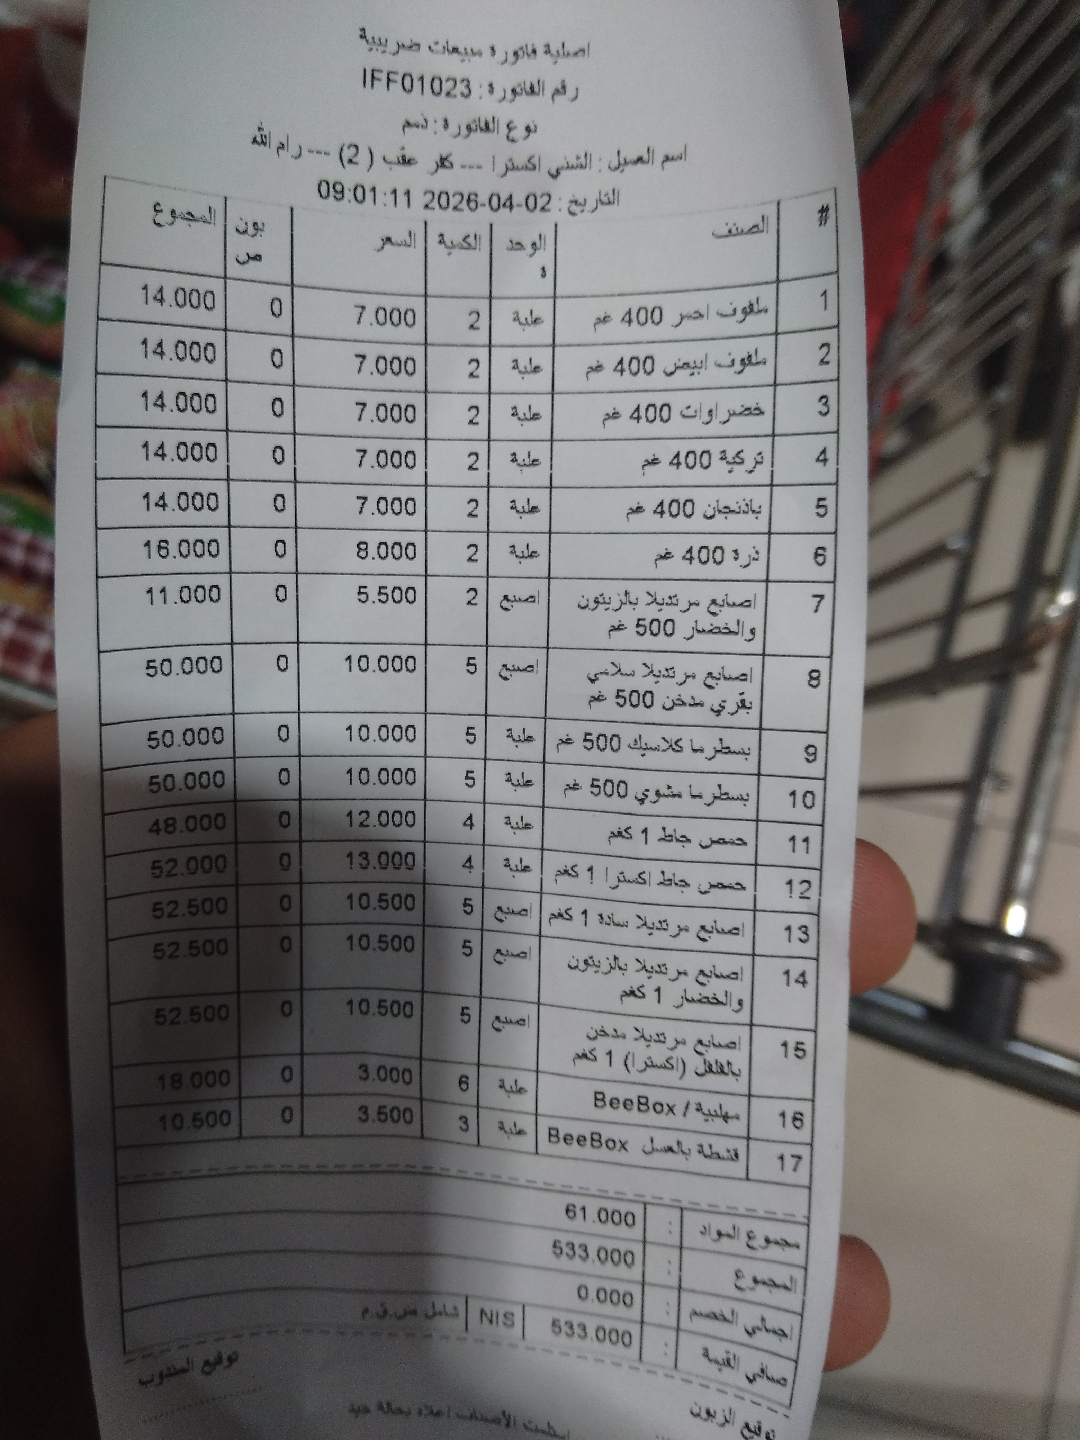 اصلية فاتورة مبيعات ضريبية
رقم الفاتورة : IFF01023
نوع الفاتورة : ذمم
اسم العميل : الشني اكسترا --- كفر عقب ( 2) --- رام الله
التاريخ : 02-04-2026 09:01:11
# الصنف الوحدة الكمية السعر بونص المجموع
1 ملفوف احمر 400 غم علبة 2 7.000 0 14.000
2 ملفوف ابيض 400 غم علبة 2 7.000 0 14.000
3 خضراوات 400 غم علبة 2 7.000 0 14.000
4 تركية 400 غم علبة 2 7.000 0 14.000
5 باذنجان 400 غم علبة 2 7.000 0 14.000
6 ذرة 400 غم علبة 2 8.000 0 16.000
7 اصابع مرتديلا بالزيتون اصبع 2 5.500 0 11.000
والخضار 500 غم
8 اصابع مرتديلا سلامي اصبع 5 10.000 0 50.000
بقري مدخن 500 غم
9 بسطرما كلاسيك 500 غم علبة 5 10.000 0 50.000
10 بسطرما مشوي 500 غم علبة 5 10.000 0 50.000
11 حمص جاط 1 كغم علبة 4 12.000 0 48.000
12 حمص جاط اكسترا 1 كغم علبة 4 13.000 0 52.000
13 اصابع مرتديلا سادة 1 كغم اصبع 5 10.500 0 52.500
14 اصابع مرتديلا بالزيتون اصبع 5 10.500 0 52.500
والخضار 1 كغم
15 اصابع مرتديلا مدخن اصبع 5 10.500 0 52.500
بالفلفل (اكسترا) 1 كغم
16 مهلبية / BeeBox علبة 6 3.000 0 18.000
17 قشطة بالعسل BeeBox علبة 3 3.500 0 10.500
مجموع المواد : 61.000
المجموع : 533.000
اجمالي الخصم : 0.000
صافي القيمة : 533.000 NIS شامل ض.ق.م
توقيع الزبون توقيع المندوب
استلمت الأصناف اعلاه بحالة جيد